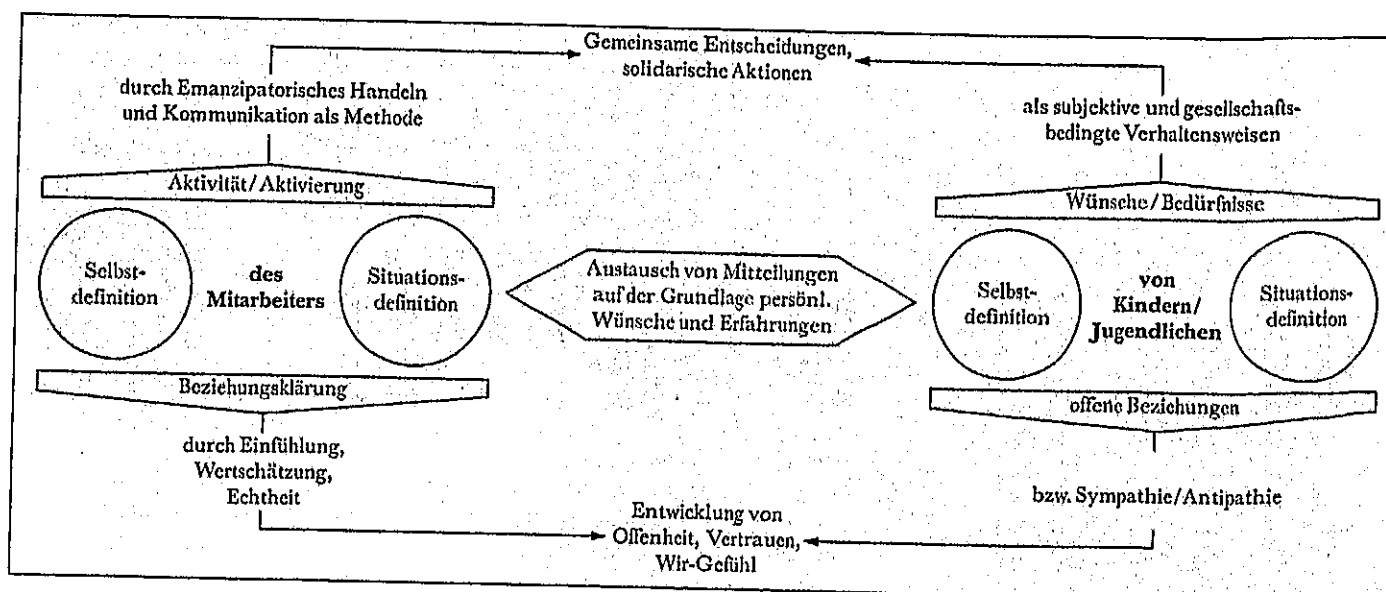 Gemeinsame Entscheidungen,
solidarische Aktionen
durch Emanzipatorisches Handeln
und Kommunikation als Methode
als subjektive und gesellschafts-
bedingte Verhaltensweisen
Aktivität/Aktivierung
Wünsche/Bedürfnisse
Selbst-
definition
des
Mitarbeiters
Situations-
definition
Austausch von Mitteilungen
auf der Grundlage persönl.
Wünsche und Erfahrungen
Selbst-
definition
von
Kindern/
Jugendlichen
Situations-
definition
Beziehungsklärung
offene Beziehungen
durch Einfühlung,
Wertschätzung,
Echtheit
bzw. Sympathie/Antipathie
Entwicklung von
Offenheit, Vertrauen,
Wir-Gefühl